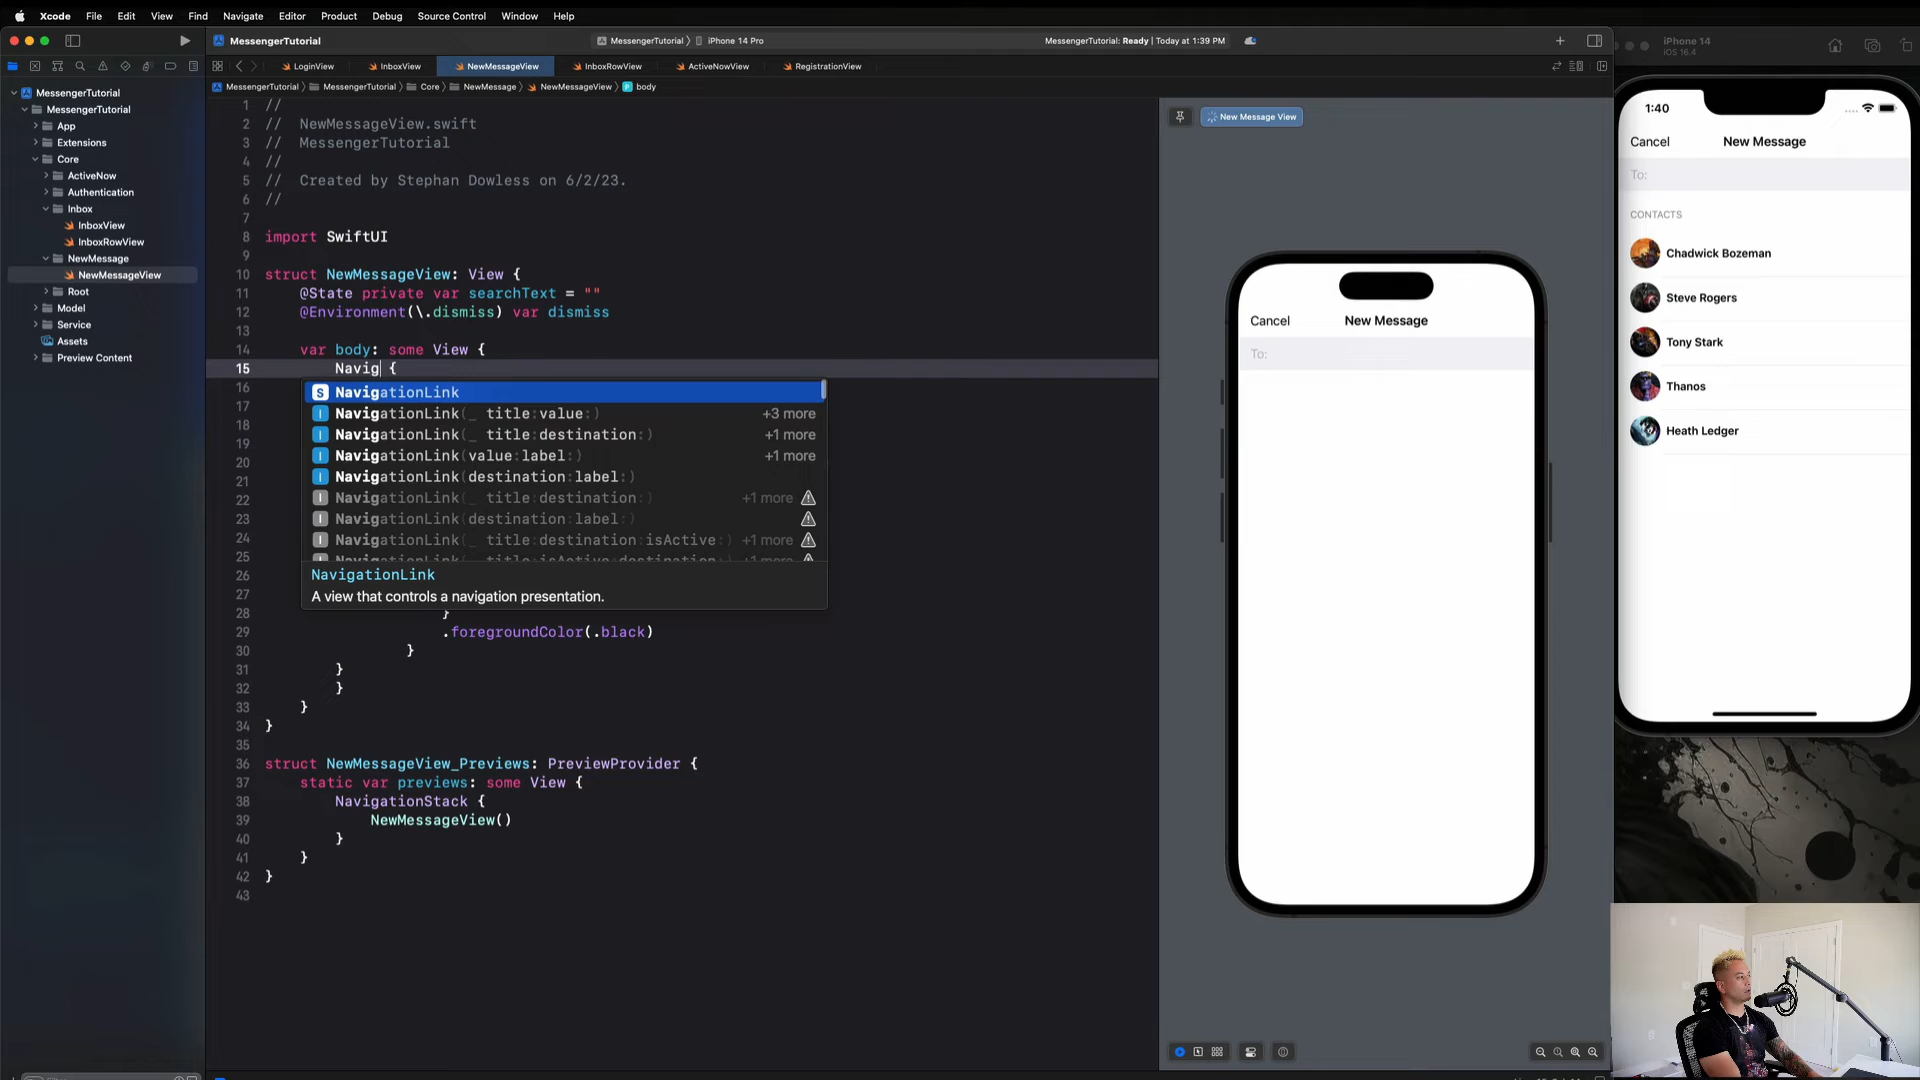 Xcode File Edit View Find Navigate Editor Product Debug Source Control Window Help
MessengerTutorial
MessengerTutorial 〉 iPhone 14 Pro
MessengerTutorial: Ready | Today at 1:39 PM
LoginView InboxView NewMessageView InboxRowView ActiveNowView RegistrationView
MessengerTutorial 〉 MessengerTutorial 〉 Core 〉 NewMessage 〉 NewMessageView 〉 body
MessengerTutorial
MessengerTutorial
App
Extensions
Core
ActiveNow
Authentication
Inbox
InboxView
InboxRowView
NewMessage
NewMessageView
Root
Model
Service
Assets
Preview Content
1 //
2 // NewMessageView.swift
3 // MessengerTutorial
4 //
5 // Created by Stephan Dowless on 6/2/23.
6 //
7
8 import SwiftUI
9
10 struct NewMessageView: View {
11 @State private var searchText = ""
12 @Environment(\.dismiss) var dismiss
13
14 var body: some View {
15 Navig {
16
17
18
19
20
21
22
23
24
25
26
27
28 }
29 .foregroundColor(.black)
30 }
31 }
32 }
33 }
34 }
35
36 struct NewMessageView_Previews: PreviewProvider {
37 static var previews: some View {
38 NavigationStack {
39 NewMessageView()
40 }
41 }
42 }
43
S NavigationLink
I NavigationLink(_ title:value:) +3 more
I NavigationLink(_ title:destination:) +1 more
I NavigationLink(value:label:) +1 more
I NavigationLink(destination:label:)
I NavigationLink(_ title:destination:) +1 more
I NavigationLink(destination:label:)
I NavigationLink(_ title:destination:isActive:) +1 more
I NavigationLink(_ title:isActive:destination:) +1 more
NavigationLink
A view that controls a navigation presentation.
New Message View
Cancel New Message
To:
iPhone 14
iOS 16.4
1:40
Cancel New Message
To:
CONTACTS
Chadwick Bozeman
Steve Rogers
Tony Stark
Thanos
Heath Ledger